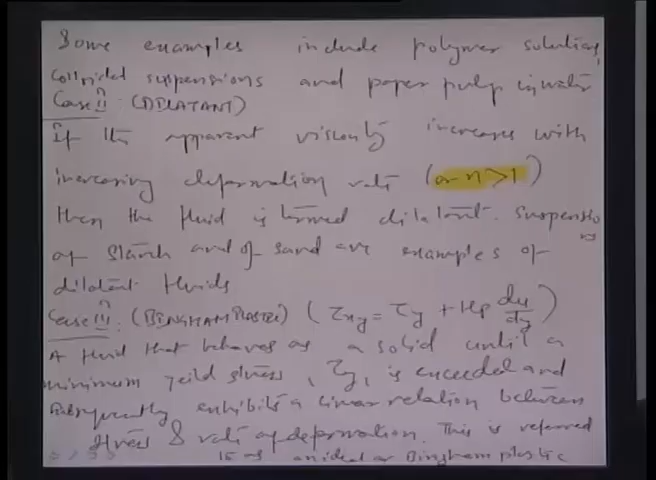 Some examples include polymer solutions,
colloidal suspensions and paper pulp in water
Case II: (DILATANT)
If the apparent viscosity increases with
increasing deformation rate (or n>1)
then the fluid is termed dilatant. Suspensions
of starch and of sand are examples of
dilatant fluids
Case III: (BINGHAM PLASTIC) (τxy = τy + μp du/dy)
A fluid that behaves as a solid until a
minimum yeild stress, τy, is exceeded and
subsequently exhibits a linear relation between
stress & rate of deformation. This is referred
is as an ideal or Bingham plastic